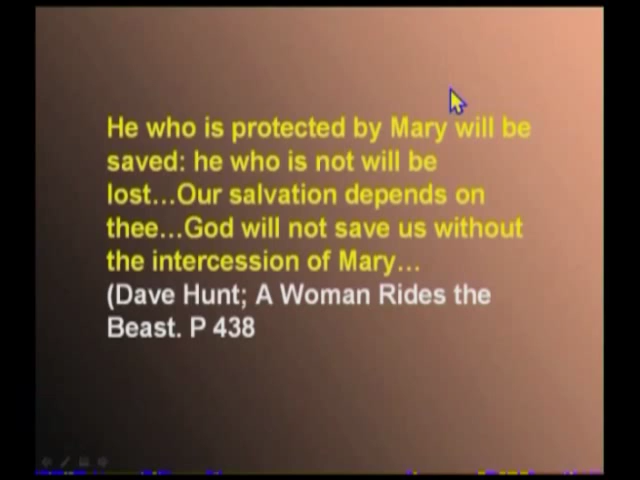 He who is protected by Mary will be
saved: he who is not will be
lost...Our salvation depends on
thee...God will not save us without
the intercession of Mary...
(Dave Hunt; A Woman Rides the
Beast. P 438